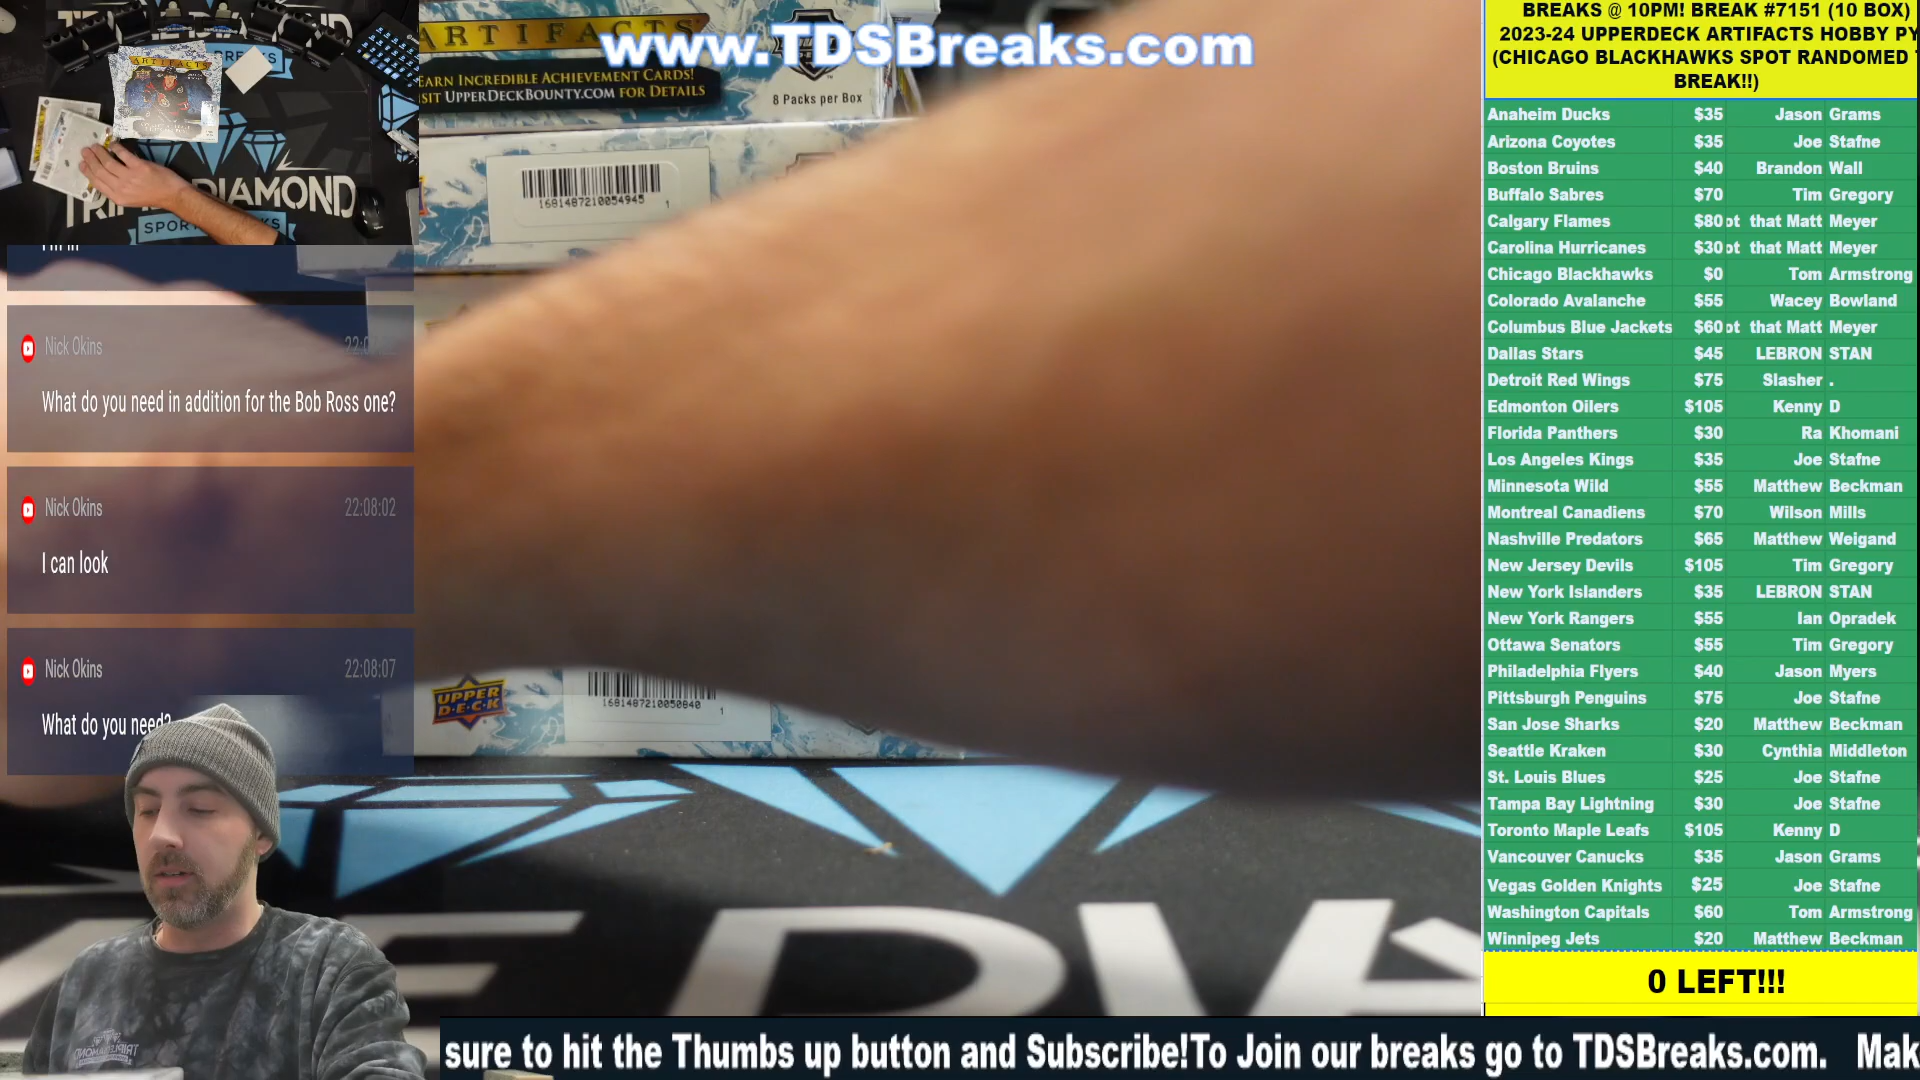 www.TDSBreaks.com
ARTIFACTS
EARN INCREDIBLE ACHIEVEMENT CARDS!
VISIT UPPERDECKBOUNTY.COM FOR DETAILS
8 Packs per Box
1681487210054945 1
UPPER DECK
1681487210050840 1
ARTIFACTS
BREAKS
DIAMOND
Nick Okins
What do you need in addition for the Bob Ross one?
Nick Okins 22:08:02
I can look
Nick Okins 22:08:07
What do you need?
BREAKS @ 10PM! BREAK #7151 (10 BOX)
2023-24 UPPERDECK ARTIFACTS HOBBY PY
(CHICAGO BLACKHAWKS SPOT RANDOMED
BREAK!!)
Anaheim Ducks $35 Jason Grams
Arizona Coyotes $35 Joe Stafne
Boston Bruins $40 Brandon Wall
Buffalo Sabres $70 Tim Gregory
Calgary Flames $80 ot that Matt Meyer
Carolina Hurricanes $30 ot that Matt Meyer
Chicago Blackhawks $0 Tom Armstrong
Colorado Avalanche $55 Wacey Bowland
Columbus Blue Jackets $60 ot that Matt Meyer
Dallas Stars $45 LEBRON STAN
Detroit Red Wings $75 Slasher .
Edmonton Oilers $105 Kenny D
Florida Panthers $30 Ra Khomani
Los Angeles Kings $35 Joe Stafne
Minnesota Wild $55 Matthew Beckman
Montreal Canadiens $70 Wilson Mills
Nashville Predators $65 Matthew Weigand
New Jersey Devils $105 Tim Gregory
New York Islanders $35 LEBRON STAN
New York Rangers $55 Ian Opradek
Ottawa Senators $55 Tim Gregory
Philadelphia Flyers $40 Jason Myers
Pittsburgh Penguins $75 Joe Stafne
San Jose Sharks $20 Matthew Beckman
Seattle Kraken $30 Cynthia Middleton
St. Louis Blues $25 Joe Stafne
Tampa Bay Lightning $30 Joe Stafne
Toronto Maple Leafs $105 Kenny D
Vancouver Canucks $35 Jason Grams
Vegas Golden Knights $25 Joe Stafne
Washington Capitals $60 Tom Armstrong
Winnipeg Jets $20 Matthew Beckman
0 LEFT!!!
sure to hit the Thumbs up button and Subscribe!To Join our breaks go to TDSBreaks.com. Mak